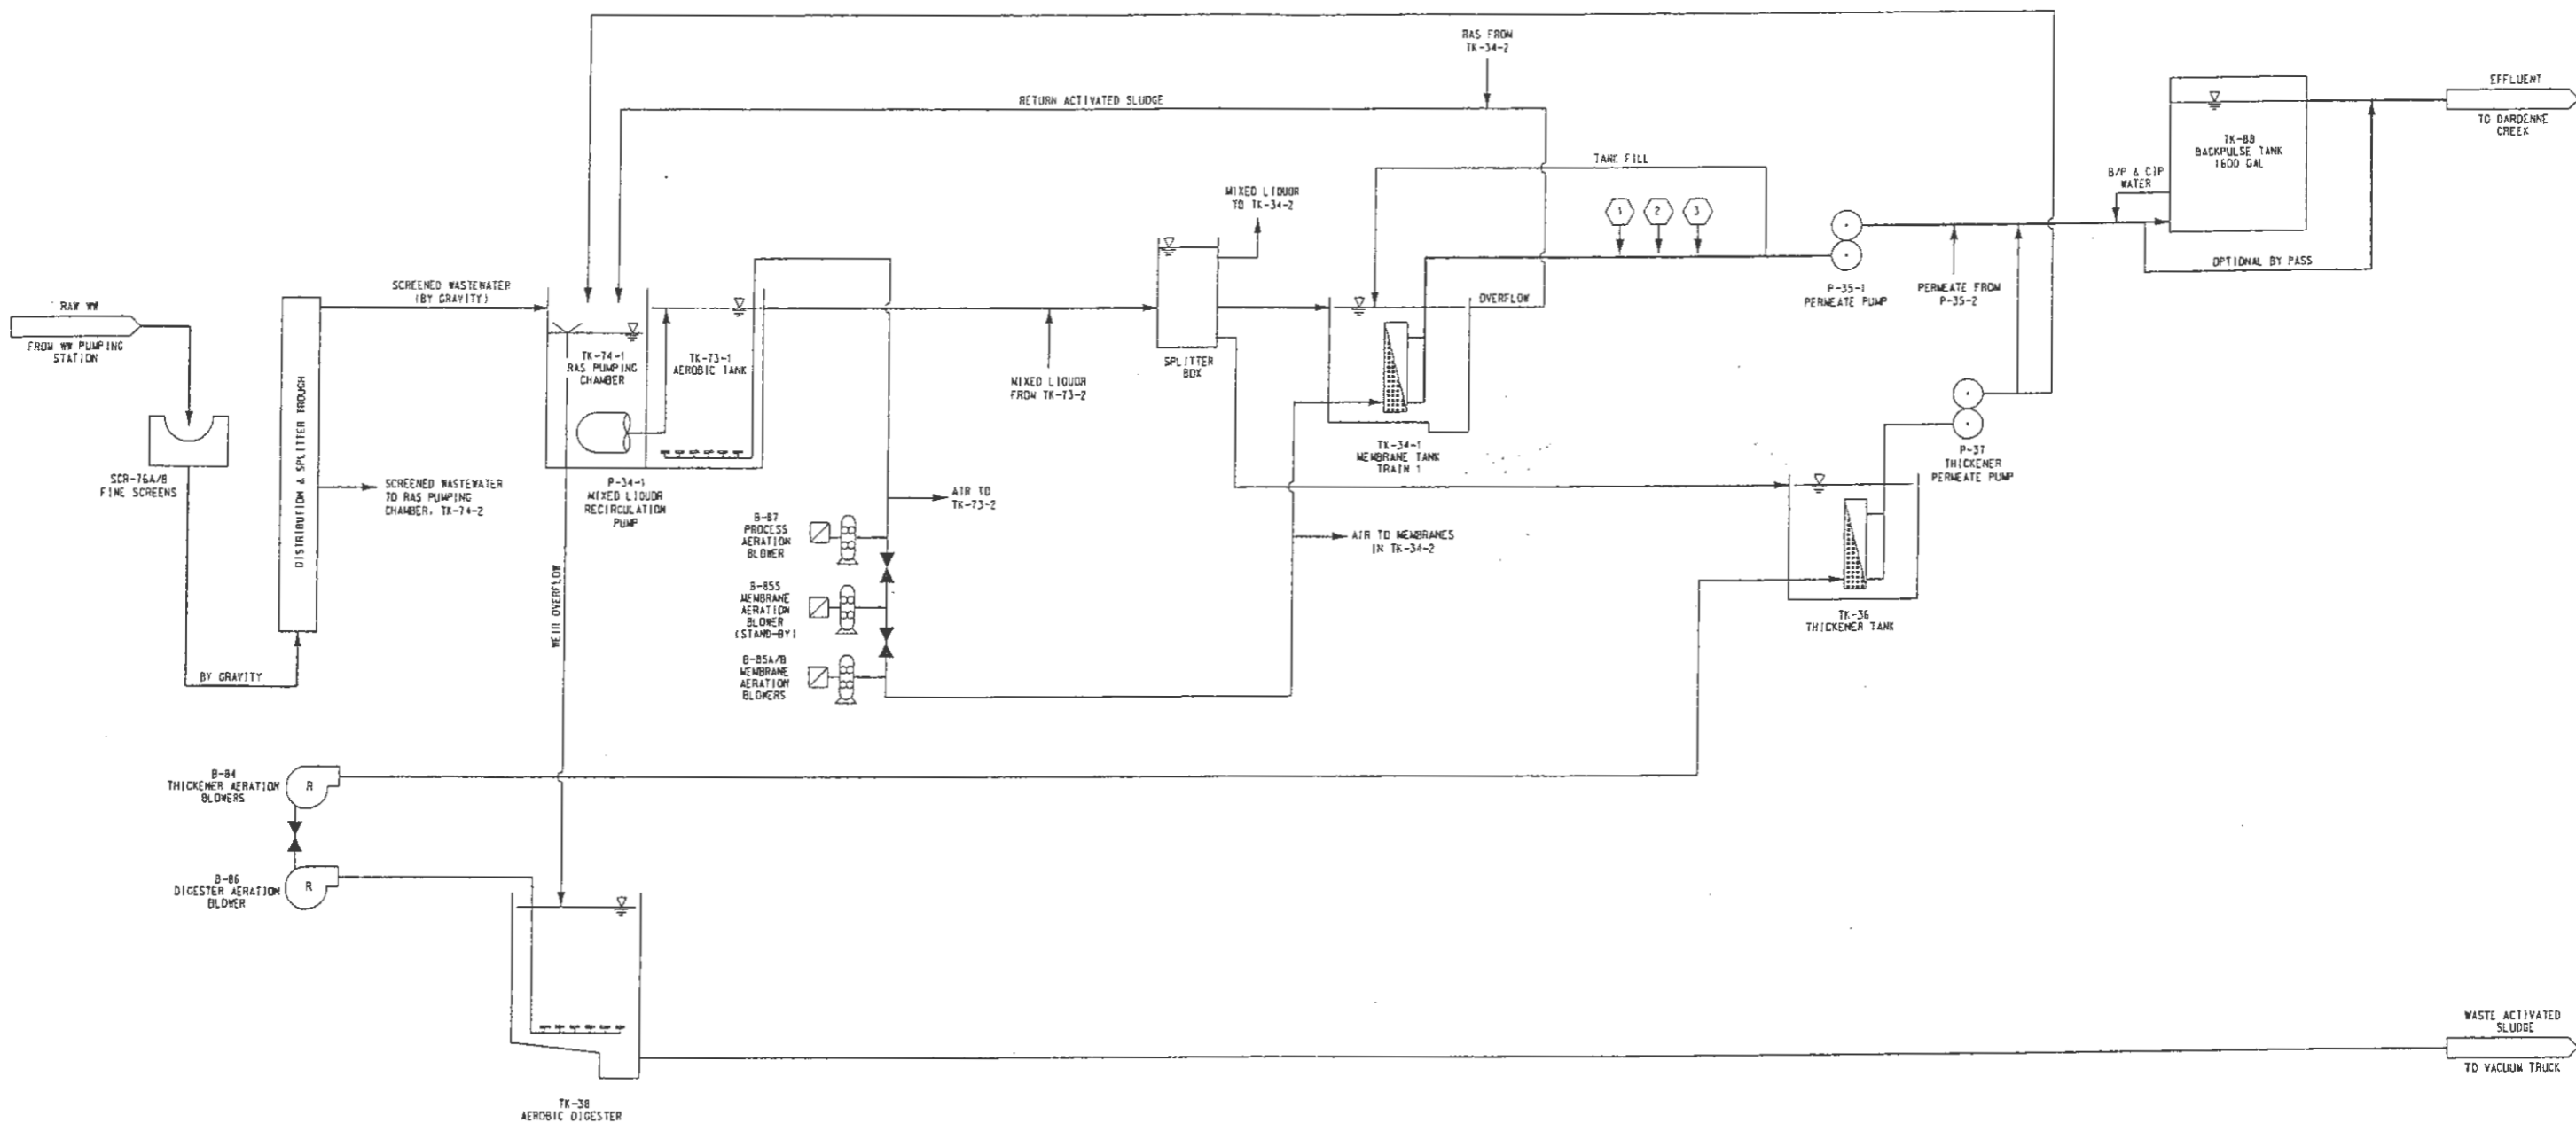 RAS FROM
TK-34-2
RETURN ACTIVATED SLUDGE
EFFLUENT
TO DARDENNE
CREEK
TK-88
BACKPULSE TANK
1600 GAL
B/P & CIP
WATER
TANK FILL
MIXED LIQUOR
TO TK-34-2
1
2
3
OPTIONAL BY PASS
P-35-1
PERMEATE PUMP
PERMEATE FROM
P-35-2
SCREENED WASTEWATER
(BY GRAVITY)
OVERFLOW
RAW WW
FROM WW PUMPING
STATION
TK-74-1
RAS PUMPING
CHAMBER
TK-73-1
AEROBIC TANK
MIXED LIQUOR
FROM TK-73-2
SPLITTER
BOX
DISTRIBUTION & SPLITTER TROUGH
TK-34-1
MEMBRANE TANK
TRAIN 1
P-37
THICKENER
PERMEATE PUMP
SCR-76A/B
FINE SCREENS
SCREENED WASTEWATER
TO RAS PUMPING
CHAMBER, TK-74-2
P-34-1
MIXED LIQUOR
RECIRCULATION
PUMP
AIR TO
TK-73-2
B-87
PROCESS
AERATION
BLOWER
AIR TO MEMBRANES
IN TK-34-2
B-85S
MEMBRANE
AERATION
BLOWER
(STAND-BY)
WEIR OVERFLOW
TK-36
THICKENER TANK
B-85A/B
MEMBRANE
AERATION
BLOWERS
BY GRAVITY
B-84
THICKENER AERATION
BLOWERS
R
B-86
DIGESTER AERATION
BLOWER
R
WASTE ACTIVATED
SLUDGE
TO VACUUM TRUCK
TK-38
AEROBIC DIGESTER